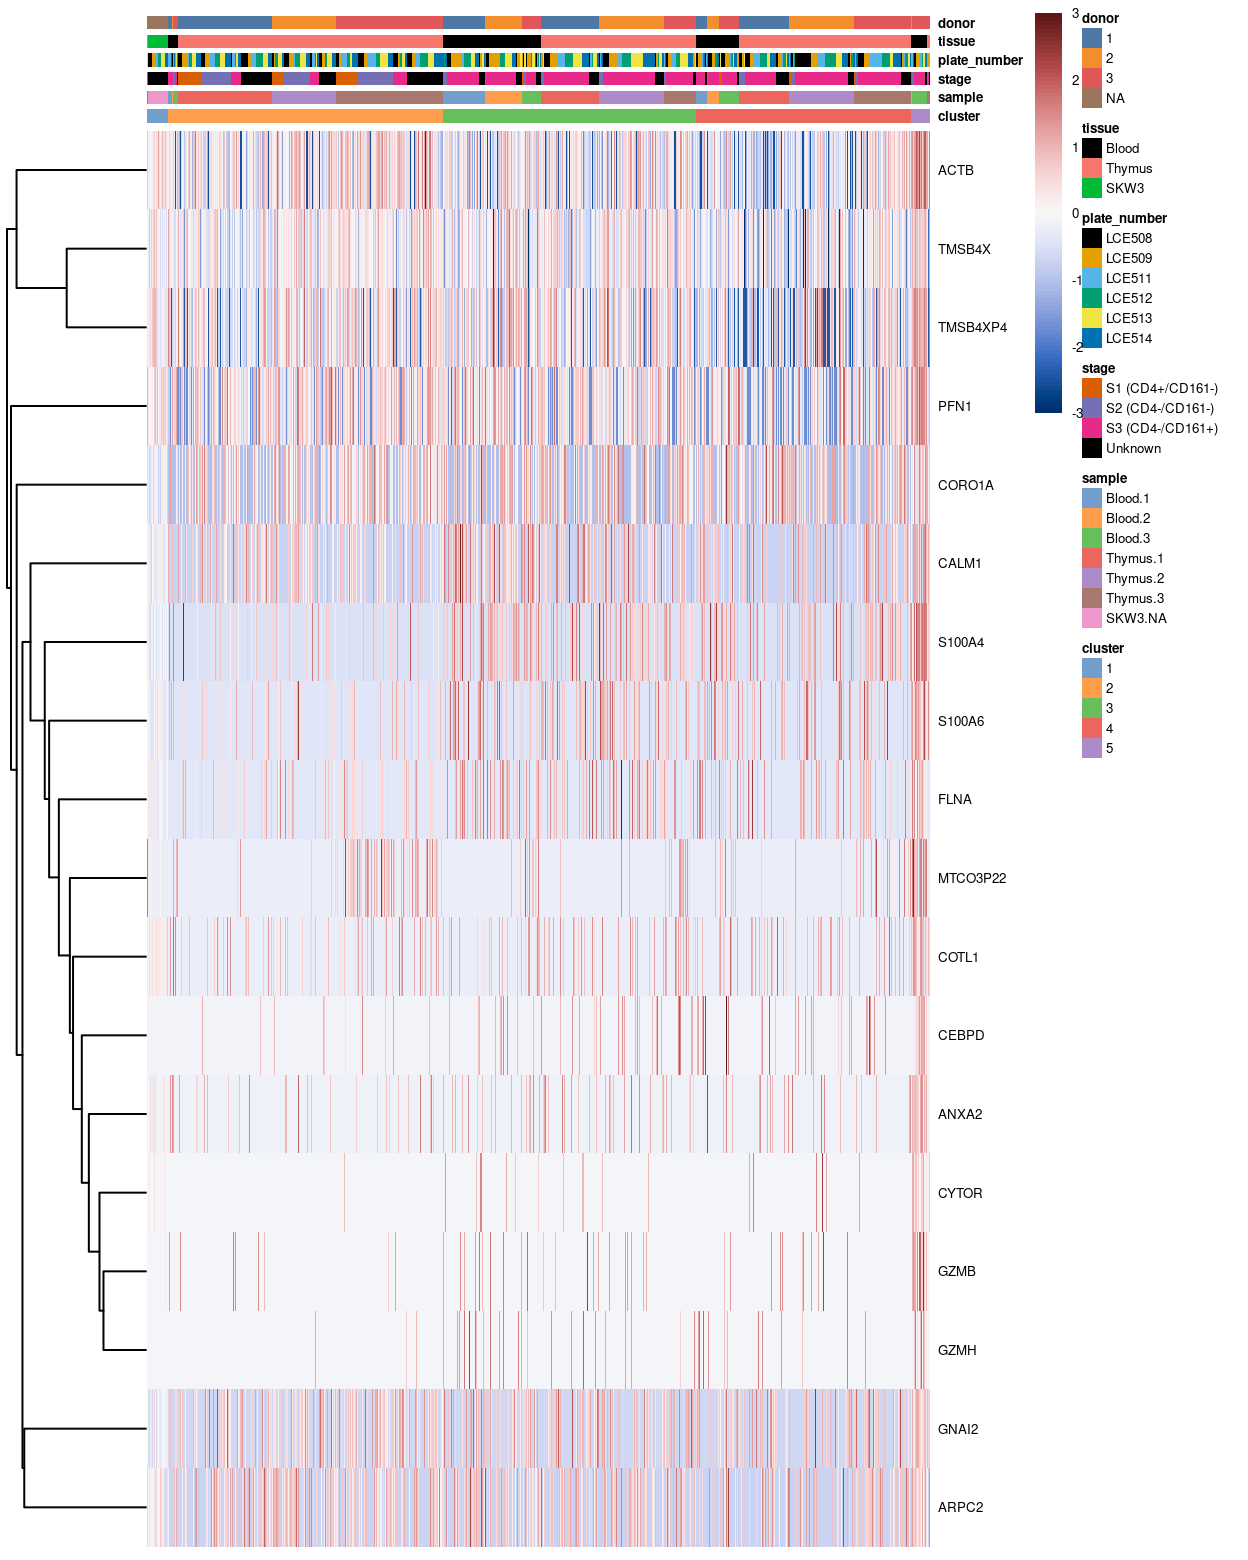 donor
tissue
plate_number
stage
sample
cluster
ACTB
TMSB4X
TMSB4XP4
PFN1
CORO1A
CALM1
S100A4
S100A6
FLNA
MTCO3P22
COTL1
CEBPD
ANXA2
CYTOR
GZMB
GZMH
GNAI2
ARPC2
3
2
1
0
-1
-2
-3
donor
1
2
3
NA
tissue
Blood
Thymus
SKW3
plate_number
LCE508
LCE509
LCE511
LCE512
LCE513
LCE514
stage
S1 (CD4+/CD161-)
S2 (CD4-/CD161-)
S3 (CD4-/CD161+)
Unknown
sample
Blood.1
Blood.2
Blood.3
Thymus.1
Thymus.2
Thymus.3
SKW3.NA
cluster
1
2
3
4
5